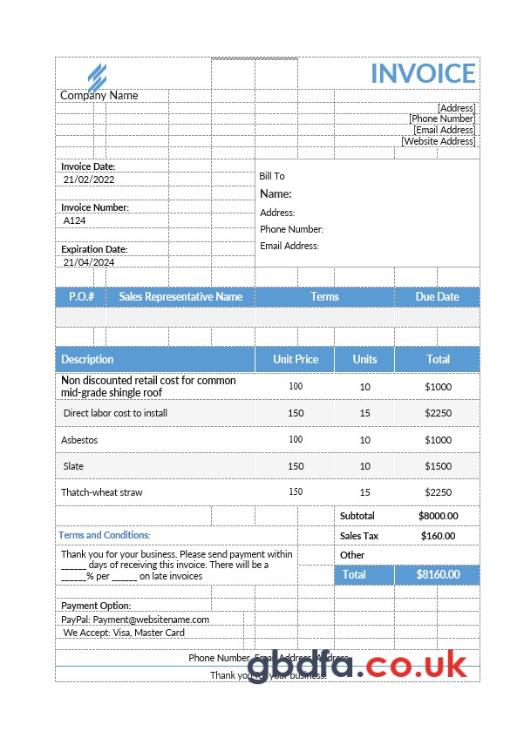 INVOICE
Company Name
[Address]
[Phone Number]
[Email Address]
[Website Address]
Invoice Date:
21/02/2022
Invoice Number:
A124
Expiration Date:
21/04/2024
Bill To
Name:
Address:
Phone Number:
Email Address:
P.O.# Sales Representative Name Terms Due Date
Description Unit Price Units Total
Non discounted retail cost for common
mid-grade shingle roof 100 10 $1000
Direct labor cost to install 150 15 $2250
Asbestos 100 10 $1000
Slate 150 10 $1500
Thatch-wheat straw 150 15 $2250
Subtotal $8000.00
Sales Tax $160.00
Other
Total $8160.00
Terms and Conditions:
Thank you for your business. Please send payment within
______ days of receiving this invoice. There will be a
______% per ______ on late invoices
Payment Option:
PayPal: Payment@websitename.com
We Accept: Visa, Master Card
Phone Number, Email Address, Address
Thank you for your business!
gbdfa.co.uk